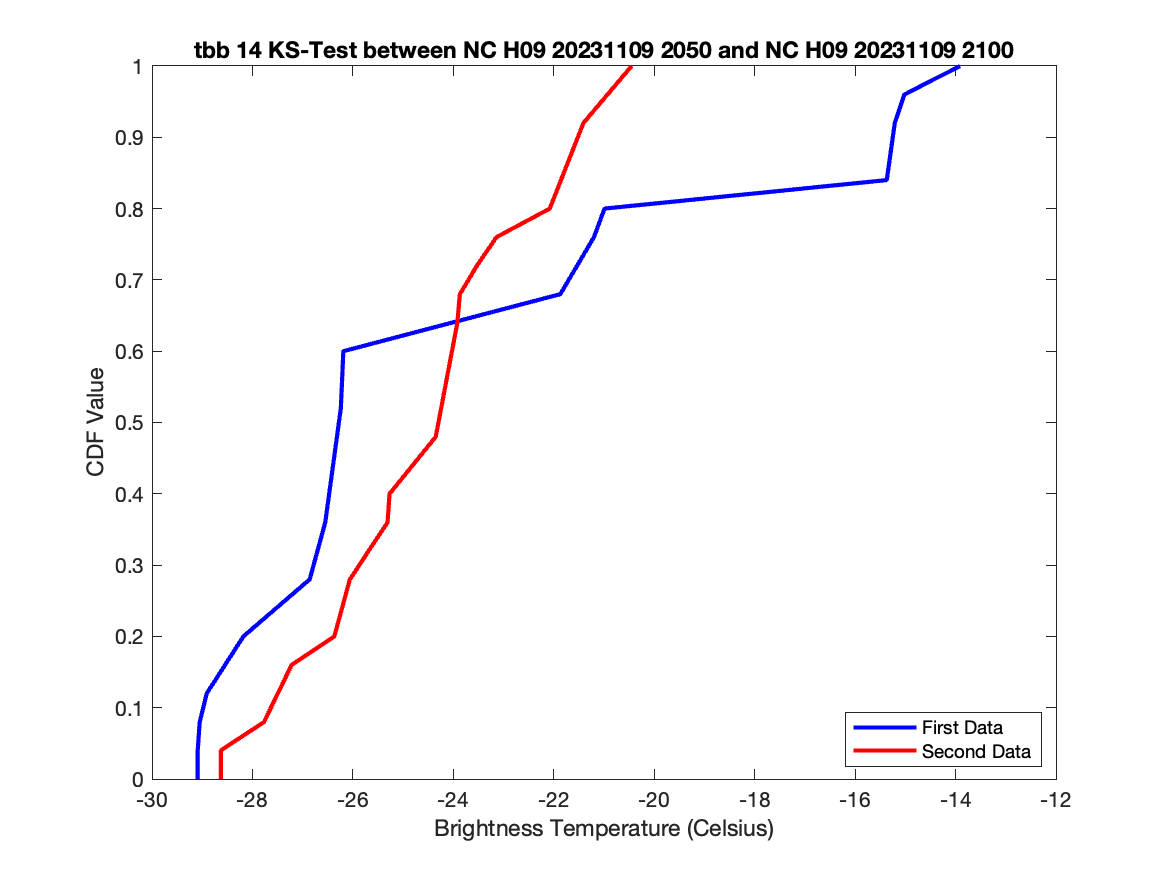 tbb 14 KS-Test between NC H09 20231109 2050 and NC H09 20231109 2100
1
0.9
0.8
0.7
0.6
0.5
0.4
0.3
0.2
0.1
0
CDF Value
-30 -28 -26 -24 -22 -20 -18 -16 -14 -12
Brightness Temperature (Celsius)
First Data
Second Data